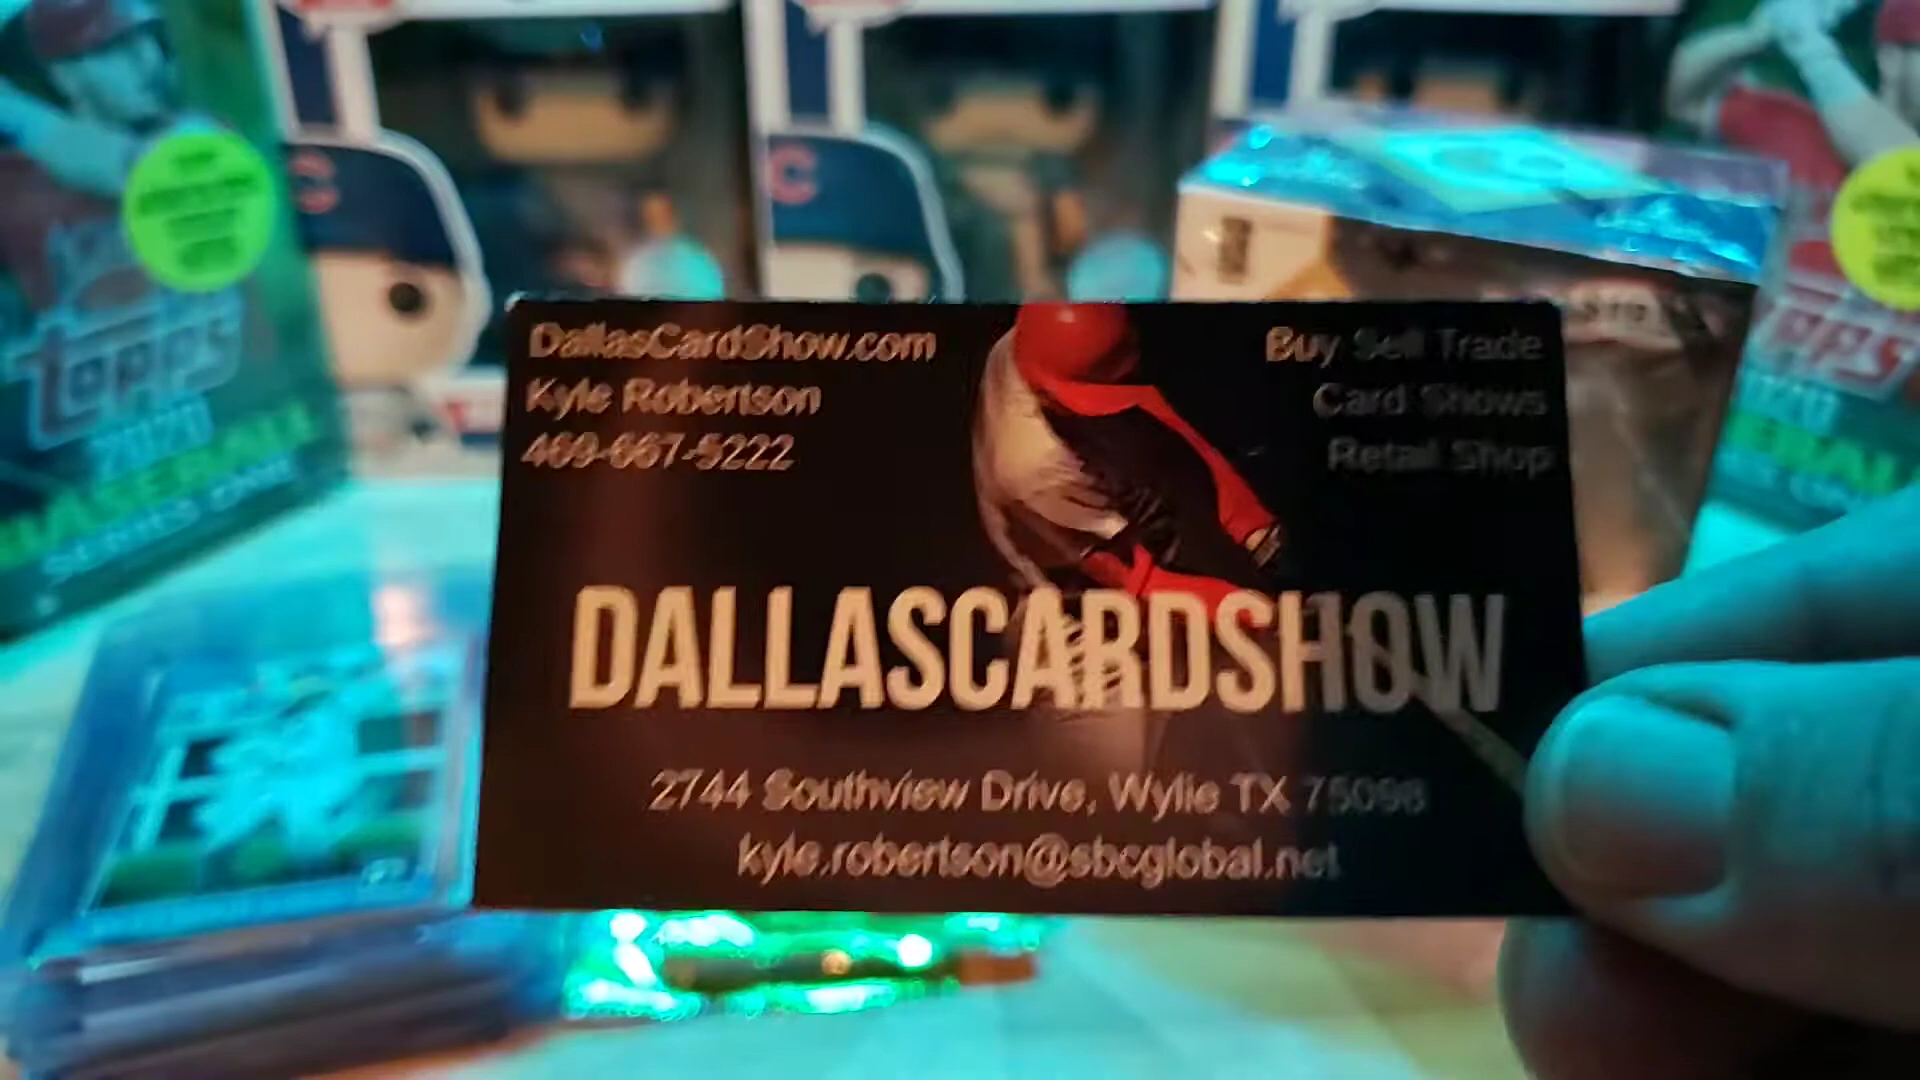 DallasCardShow.com
Kyle Robertson
469-667-5222
Buy Sell Trade
Card Shows
Retail Shop
DALLASCARDSHOW
2744 Southview Drive, Wylie TX 75098
kyle.robertson@sbcglobal.net
topps
2020
BASEBALL
SERIES ONE
C
C